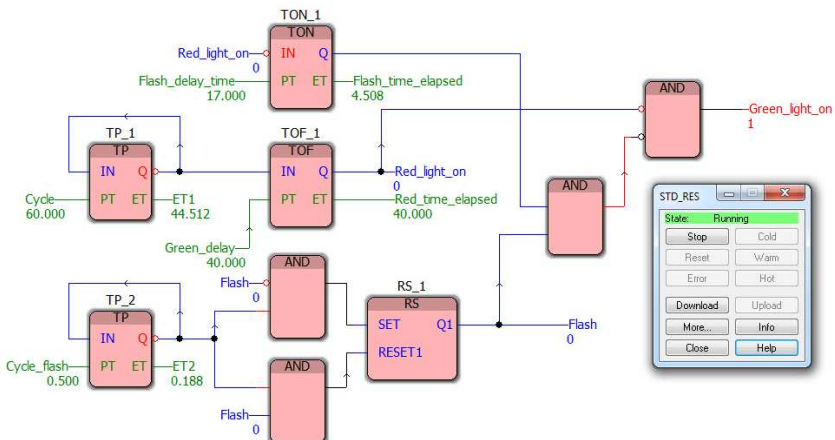 TON_1
TON
Red_light_on
0
IN Q
Flash_delay_time
17.000
PT ET
Flash_time_elapsed
4.508
AND
Green_light_on
1
TP_1
TP
IN Q
Cycle
60.000
PT ET
ET1
44.512
TOF_1
TOF
IN Q
Red_light_on
0
PT ET
Red_time_elapsed
40.000
Green_delay
40.000
AND
STD_RES
State: Running
Stop Cold
Reset Warm
Error Hot
Download Upload
More... Info
Close Help
TP_2
TP
IN Q
Cycle_flash
0.500
PT ET
ET2
0.188
AND
Flash
0
RS_1
RS
SET Q1
RESET1
Flash
0
AND
Flash
0